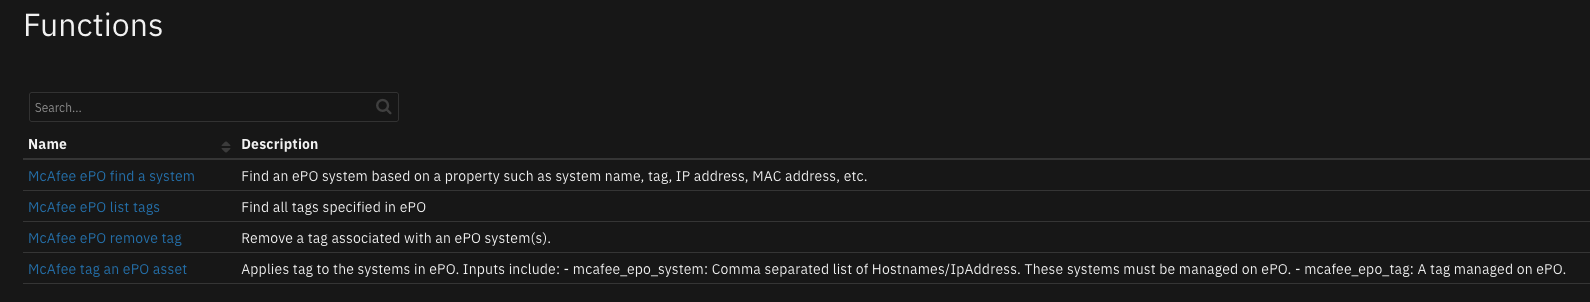 Functions
Search...
Name Description
McAfee ePO find a system Find an ePO system based on a property such as system name, tag, IP address, MAC address, etc.
McAfee ePO list tags Find all tags specified in ePO
McAfee ePO remove tag Remove a tag associated with an ePO system(s).
McAfee tag an ePO asset Applies tag to the systems in ePO. Inputs include: - mcafee_epo_system: Comma separated list of Hostnames/IpAddress. These systems must be managed on ePO. - mcafee_epo_tag: A tag managed on ePO.